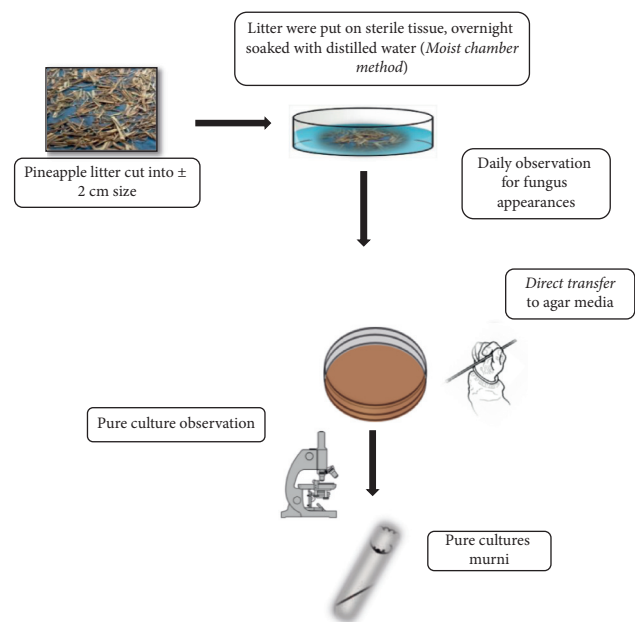 Litter were put on sterile tissue, overnight
soaked with distilled water (Moist chamber
method)
Pineapple litter cut into ±
2 cm size
Daily observation
for fungus
appearances
Direct transfer
to agar media
Pure culture observation
Pure cultures
murni